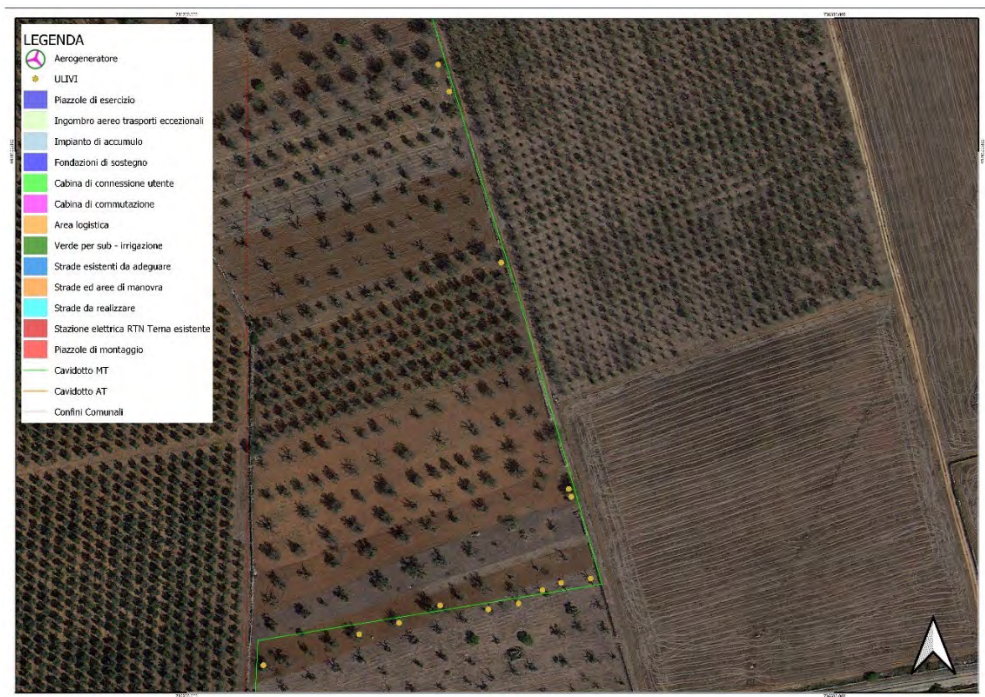 LEGENDA
Aerogeneratore
ULIVI
Piazzole di esercizio
Ingombro aereo trasporti eccezionali
Impianto di accumulo
Fondazioni di sostegno
Cabina di connessione utente
Cabina di commutazione
Area logistica
Verde per sub - irrigazione
Strade esistenti da adeguare
Strade ed aree di manovra
Strade da realizzare
Stazione elettrica RTN Terna esistente
Piazzole di montaggio
Cavidotto MT
Cavidotto AT
Confini Comunali